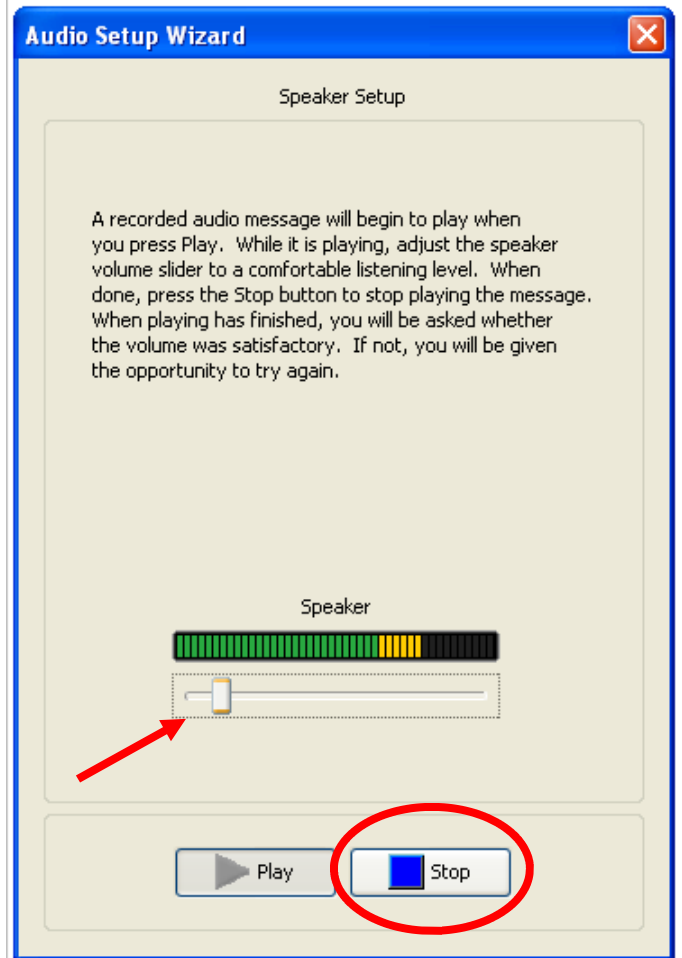 Audio Setup Wizard
Speaker Setup
A recorded audio message will begin to play when
you press Play.  While it is playing, adjust the speaker
volume slider to a comfortable listening level.  When
done, press the Stop button to stop playing the message.
When playing has finished, you will be asked whether
the volume was satisfactory.  If not, you will be given
the opportunity to try again.
Speaker
Play
Stop